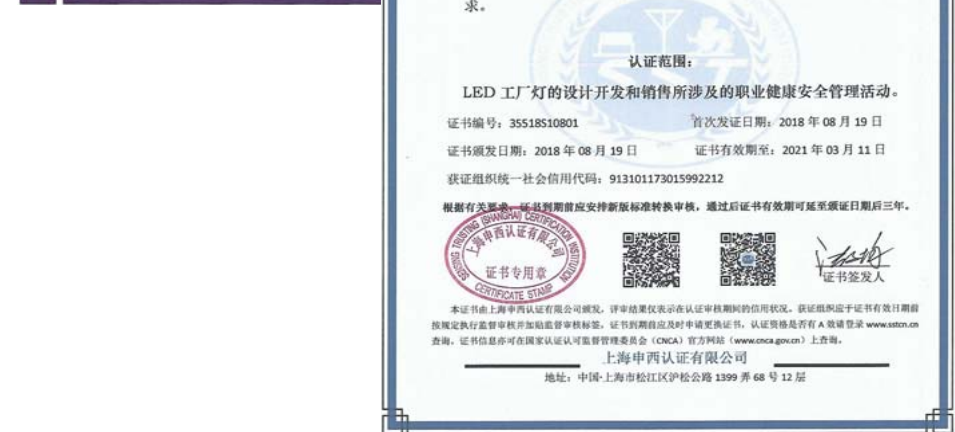 求。
认证范围：
LED 工厂灯的设计开发和销售所涉及的职业健康安全管理活动。
证书编号：35518S10801 首次发证日期：2018 年 08 月 19 日
证书颁发日期：2018 年 08 月 19 日 证书有效期至：2021 年 03 月 11 日
获证组织统一社会信用代码：913101173015992212
根据有关要求，证书到期前应安排新版标准转换审核，通过后证书有效期可延至颁证日期后三年。
SENDING TRUSTING (SHANGHAI) CERTIFICATION INSTITUTION
上海申西认证有限公司
证书专用章
CERTIFICATE STAMP
证书签发人
本证书由上海申西认证有限公司颁发，评审结果仅表示在认证审核期间的信用状况。获证组织应于证书有效日期前
按规定执行监督审核并加贴监督审核标签，证书到期前应及时申请更换证书，认证资格是否有 A 效请登录 www.sstcn.cn
查询。证书信息亦可在国家认证认可监督管理委员会（CNCA）官方网站（www.cnca.gov.cn）上查询。
上海申西认证有限公司
地址：中国·上海市松江区沪松公路 1399 弄 68 号 12 层